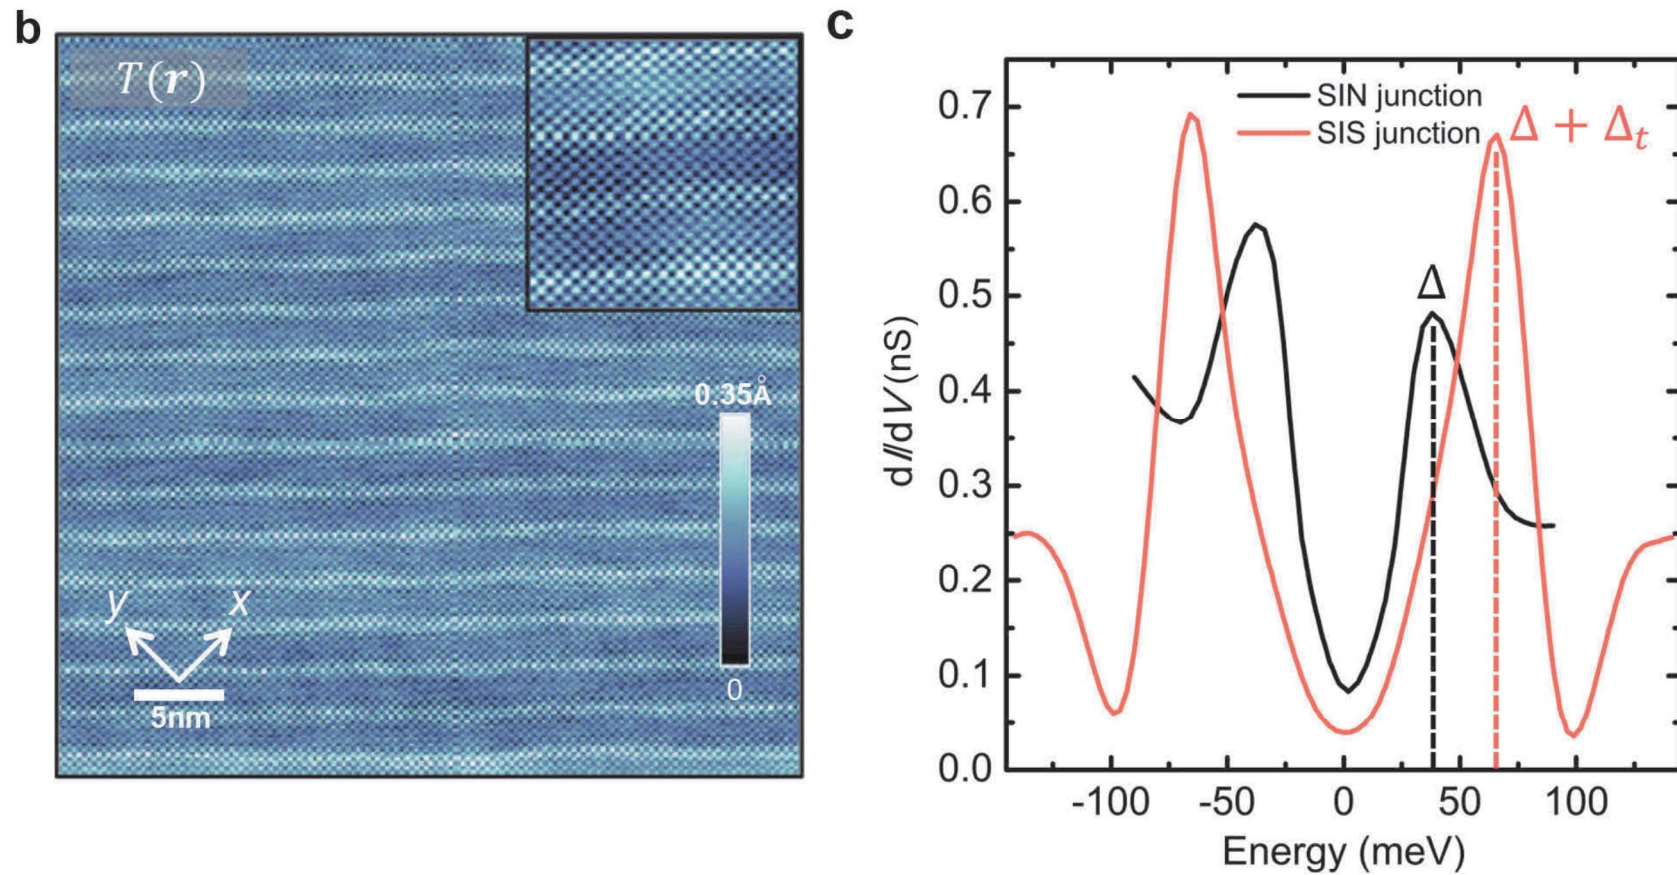 b
T(r)
0.35Å
0
y x
5nm
c
SIN junction
SIS junction
Δ + Δt
Δ
dI/dV (nS)
0.7
0.6
0.5
0.4
0.3
0.2
0.1
0.0
-100 -50 0 50 100
Energy (meV)